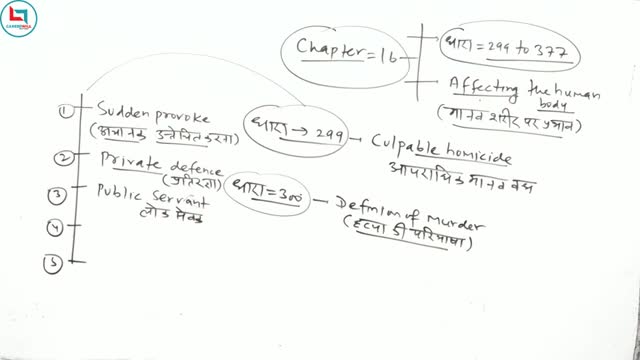 CAREERWILL
Chapter = 16
धारा = 299 to 377
Affecting the human
body
(मानव शरीर पर प्रभाव)
① Sudden provoke
(अचानक उत्तेजित करना)
धारा → 299 - Culpable homicide
आपराधिक मानव वध
② Private defence
(प्रतिरक्षा)
धारा = 300 - Definion of Murder
(हत्या की परिभाषा)
③ Public Servant
लोक सेवक
④
⑤